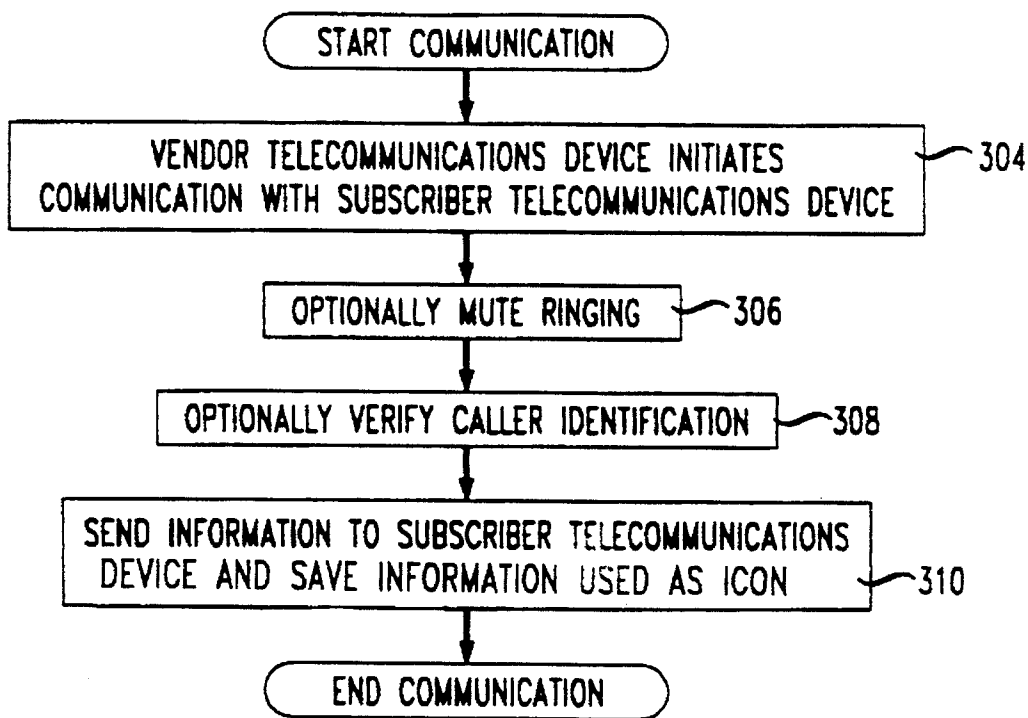 START COMMUNICATION
VENDOR TELECOMMUNICATIONS DEVICE INITIATES
COMMUNICATION WITH SUBSCRIBER TELECOMMUNICATIONS DEVICE
304
OPTIONALLY MUTE RINGING
306
OPTIONALLY VERIFY CALLER IDENTIFICATION
308
SEND INFORMATION TO SUBSCRIBER TELECOMMUNICATIONS
DEVICE AND SAVE INFORMATION USED AS ICON
310
END COMMUNICATION